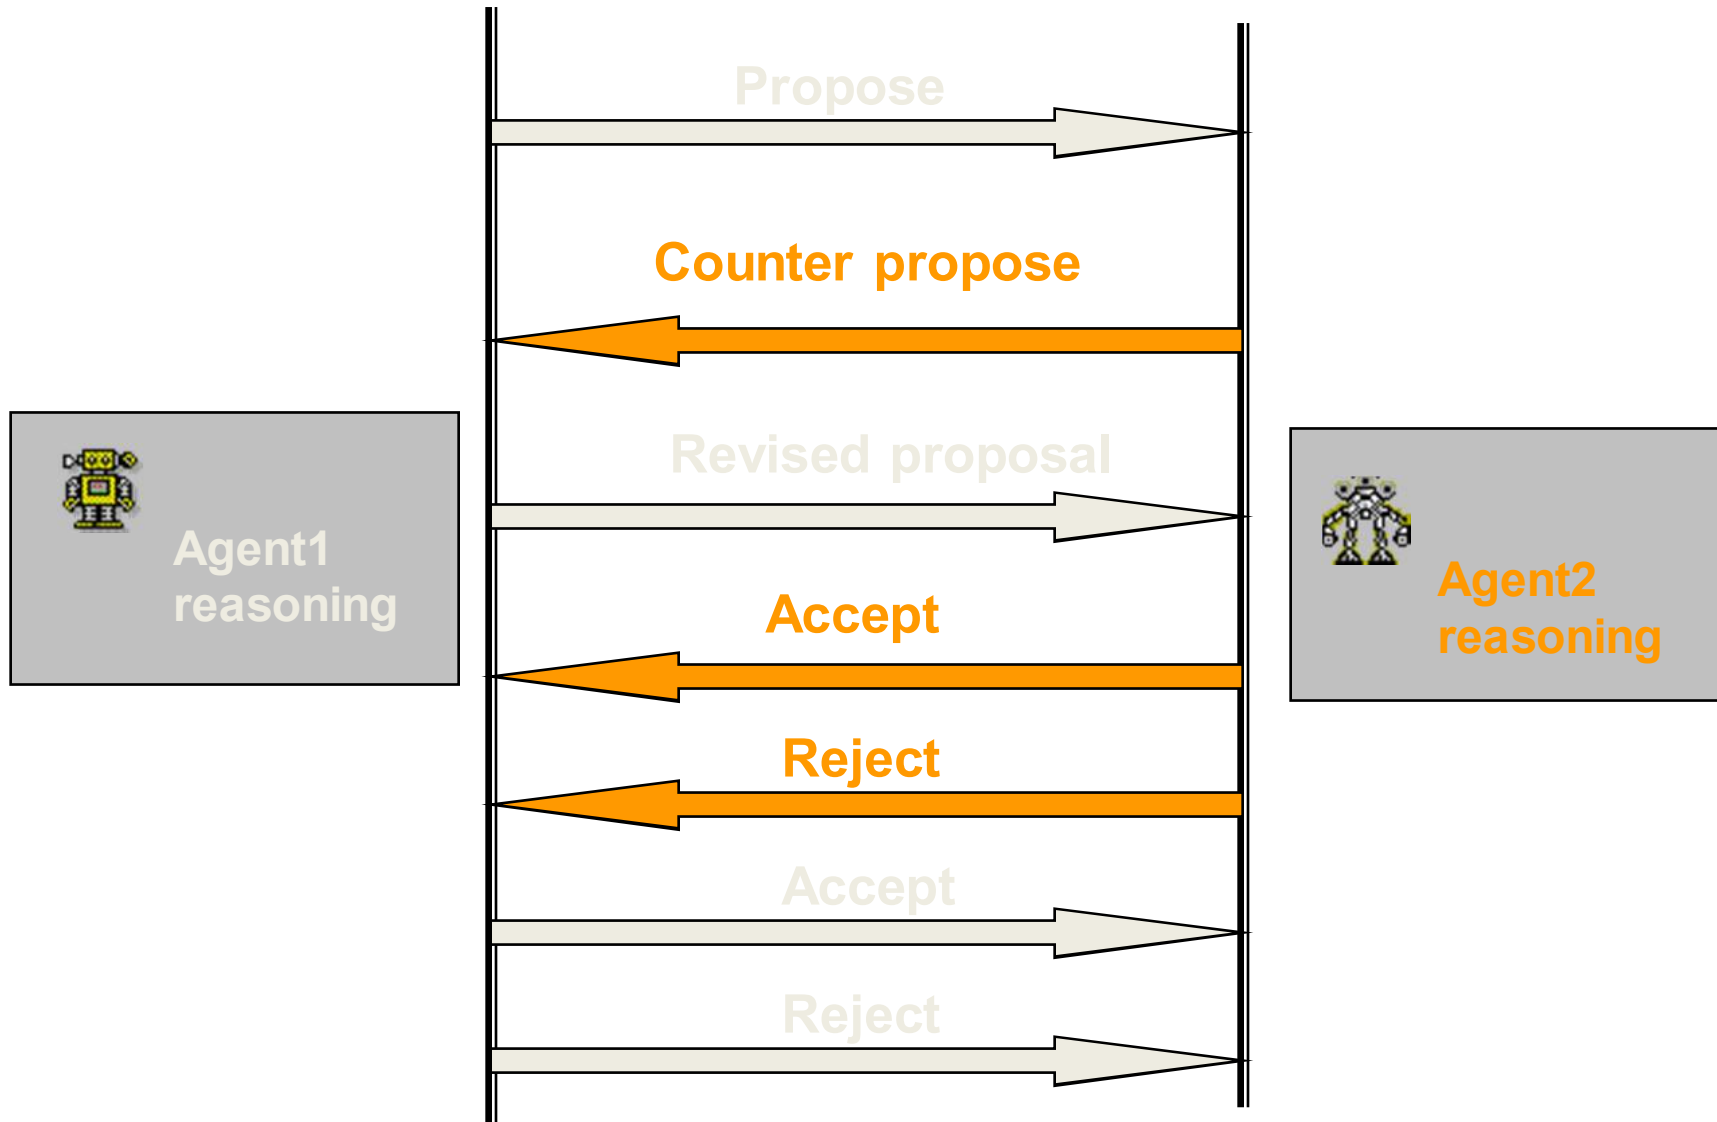 Propose
Counter propose
Revised proposal
Agent1
reasoning
Accept
Agent2
reasoning
Reject
Accept
Reject